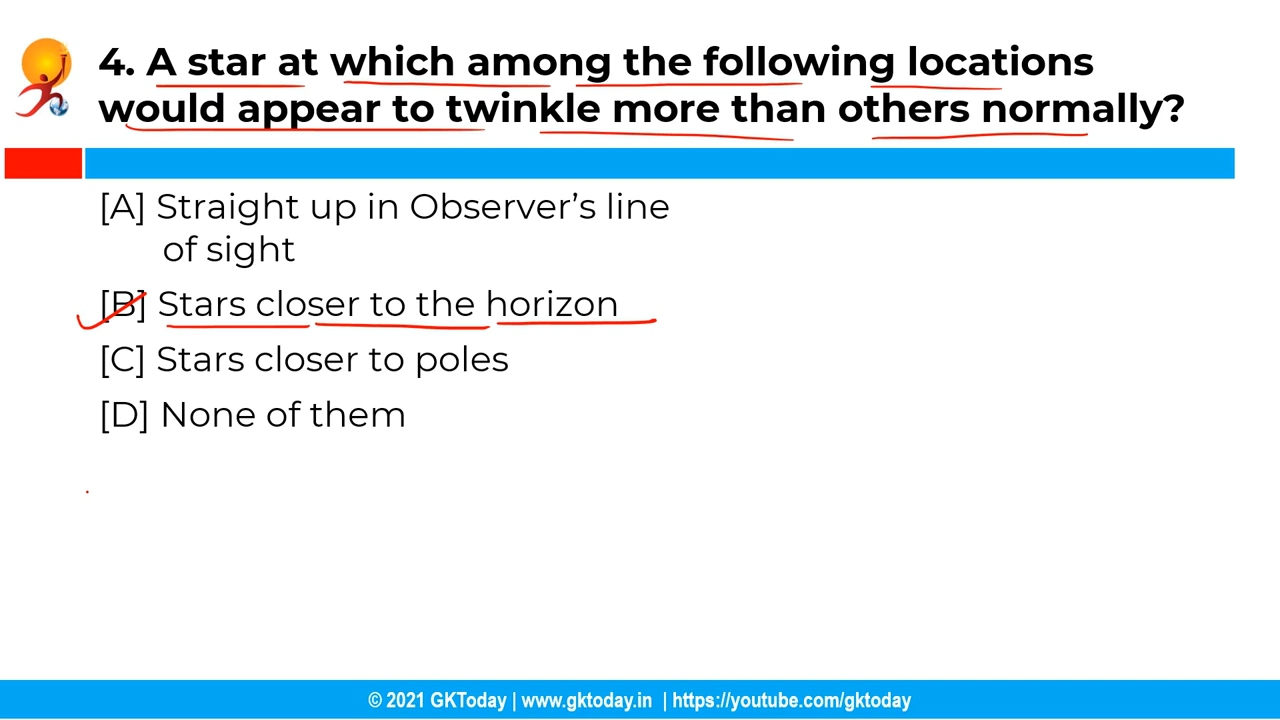 4. A star at which among the following locations
would appear to twinkle more than others normally?
[A] Straight up in Observer’s line
of sight
[B] Stars closer to the horizon
[C] Stars closer to poles
[D] None of them
© 2021 GKToday | www.gktoday.in | https://youtube.com/gktoday